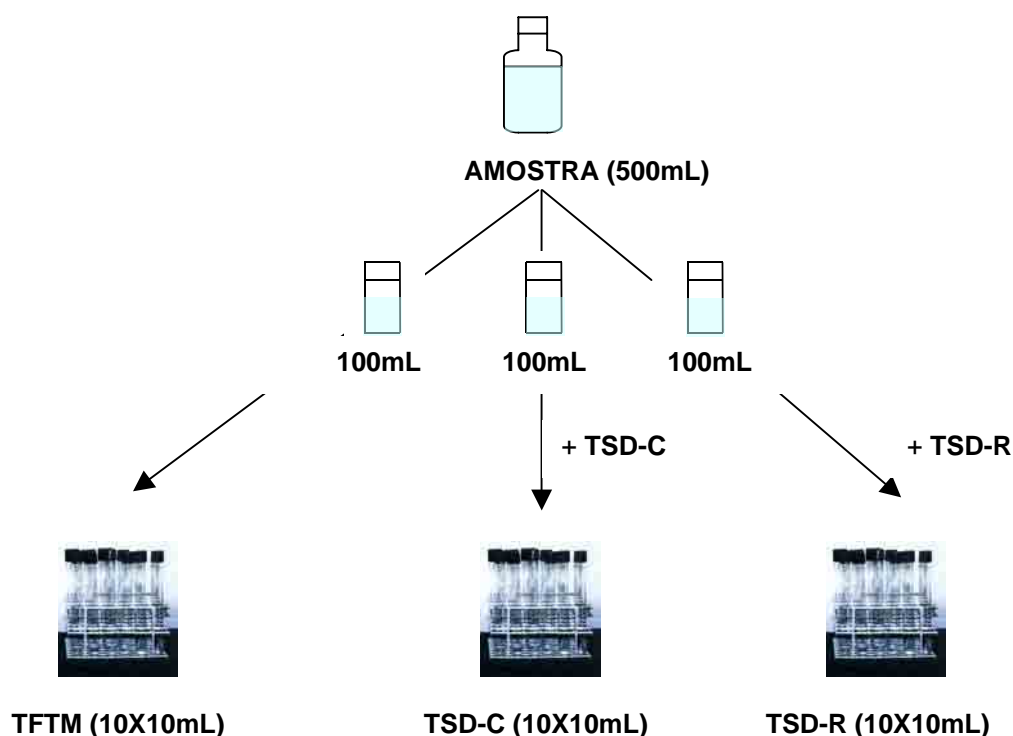 AMOSTRA (500mL)
100mL 100mL 100mL
+ TSD-C + TSD-R
TFTM (10X10mL) TSD-C (10X10mL) TSD-R (10X10mL)